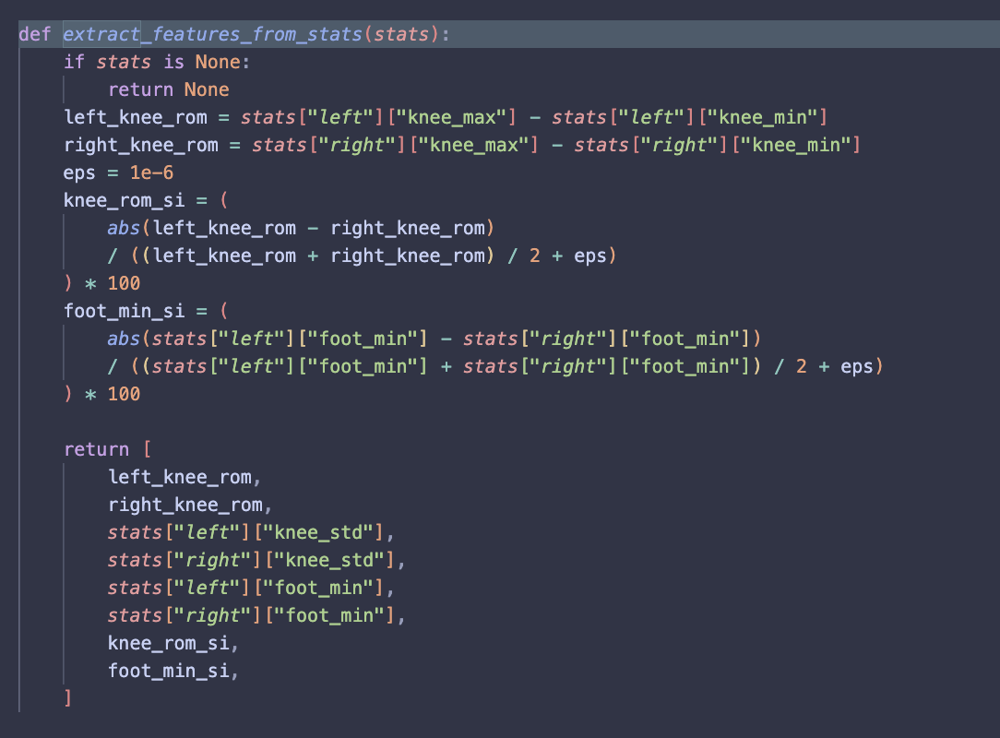 def extract_features_from_stats(stats):
    if stats is None:
        return None
    left_knee_rom = stats["left"]["knee_max"] - stats["left"]["knee_min"]
    right_knee_rom = stats["right"]["knee_max"] - stats["right"]["knee_min"]
    eps = 1e-6
    knee_rom_si = (
        abs(left_knee_rom - right_knee_rom)
        / ((left_knee_rom + right_knee_rom) / 2 + eps)
    ) * 100
    foot_min_si = (
        abs(stats["left"]["foot_min"] - stats["right"]["foot_min"])
        / ((stats["left"]["foot_min"] + stats["right"]["foot_min"]) / 2 + eps)
    ) * 100

    return [
        left_knee_rom,
        right_knee_rom,
        stats["left"]["knee_std"],
        stats["right"]["knee_std"],
        stats["left"]["foot_min"],
        stats["right"]["foot_min"],
        knee_rom_si,
        foot_min_si,
    ]